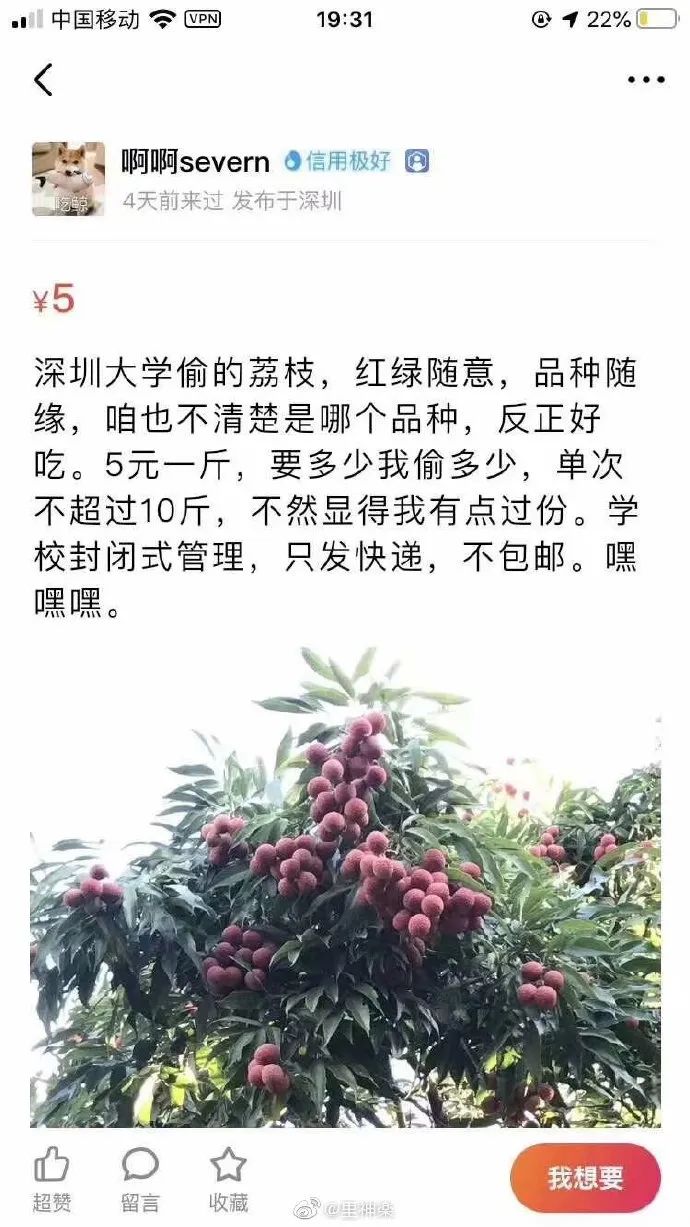 中国移动 VPN 19:31 22%
啊啊severn 信用极好
吃鲸 4天前来过 发布于深圳
¥5
深圳大学偷的荔枝，红绿随意，品种随
缘，咱也不清楚是哪个品种，反正好
吃。5元一斤，要多少我偷多少，单次
不超过10斤，不然显得我有点过份。学
校封闭式管理，只发快递，不包邮。嘿
嘿嘿。
超赞 留言 收藏 我想要